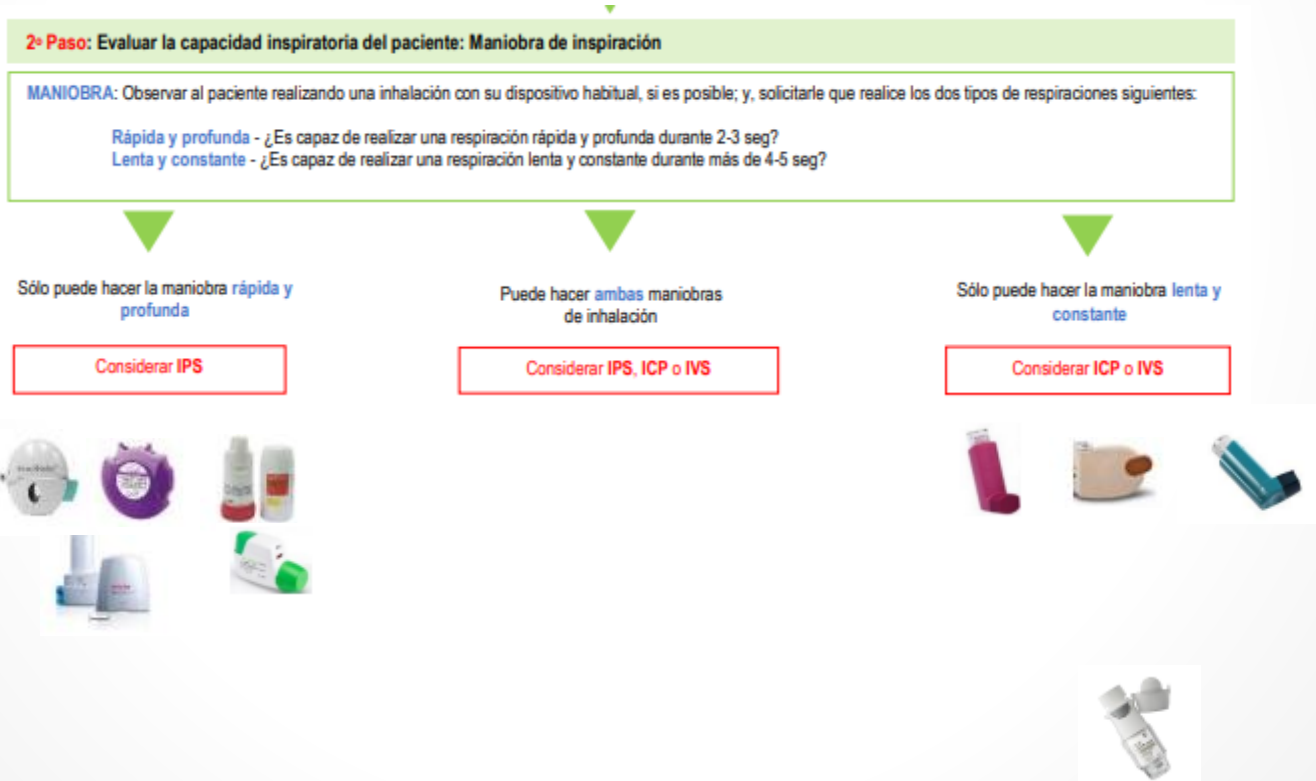 2º Paso: Evaluar la capacidad inspiratoria del paciente: Maniobra de inspiración
MANIOBRA: Observar al paciente realizando una inhalación con su dispositivo habitual, si es posible; y, solicitarle que realice los dos tipos de respiraciones siguientes:
Rápida y profunda - ¿Es capaz de realizar una respiración rápida y profunda durante 2-3 seg?
Lenta y constante - ¿Es capaz de realizar una respiración lenta y constante durante más de 4-5 seg?
Sólo puede hacer la maniobra rápida y
profunda
Considerar IPS
Puede hacer ambas maniobras
de inhalación
Considerar IPS, ICP o IVS
Sólo puede hacer la maniobra lenta y
constante
Considerar ICP o IVS